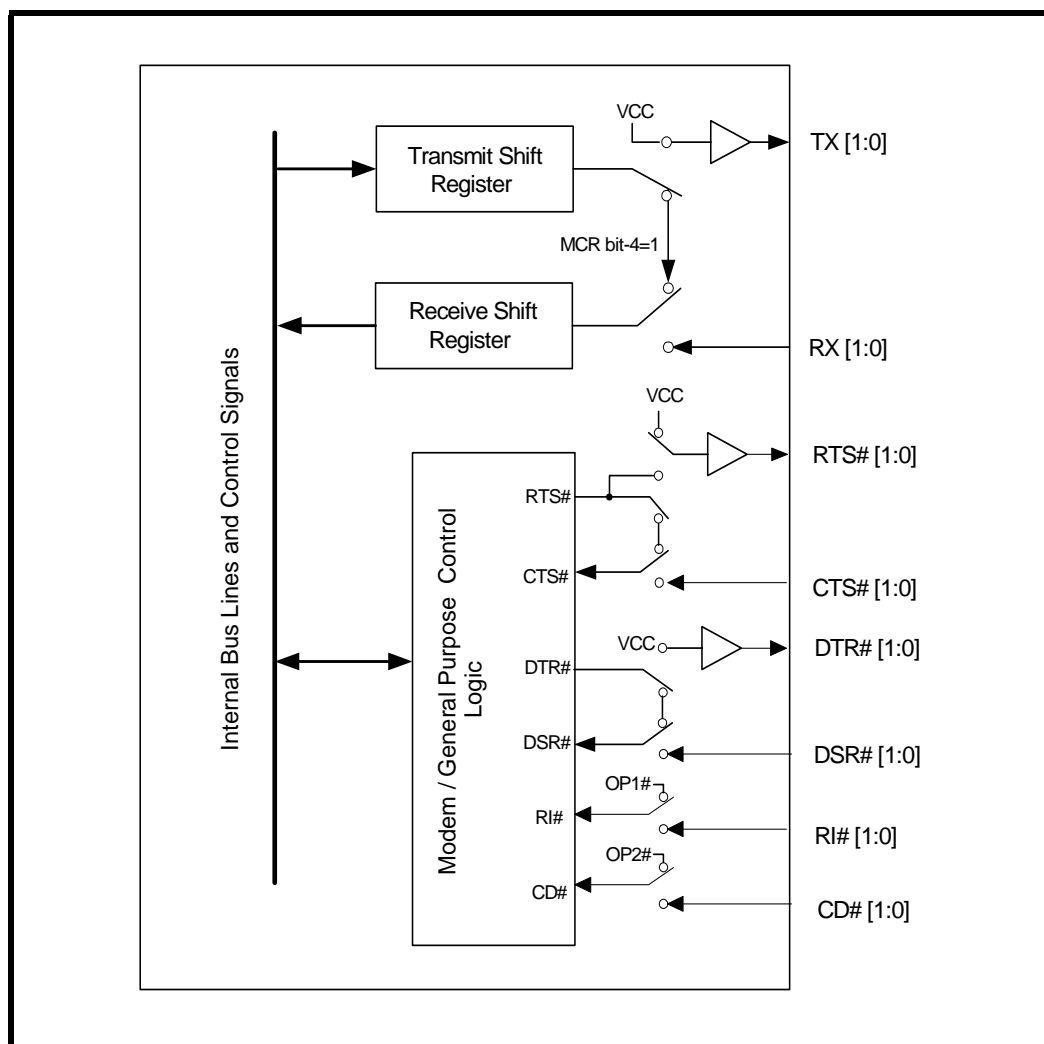 VCC
TX [1:0]
Transmit Shift
Register
MCR bit-4=1
Receive Shift
Register
RX [1:0]
Internal Bus Lines and Control Signals
VCC
RTS# [1:0]
Modem / General Purpose Control
Logic
RTS#
CTS#
CTS# [1:0]
VCC
DTR# [1:0]
DTR#
DSR#
DSR# [1:0]
OP1#
RI#
RI# [1:0]
OP2#
CD#
CD# [1:0]